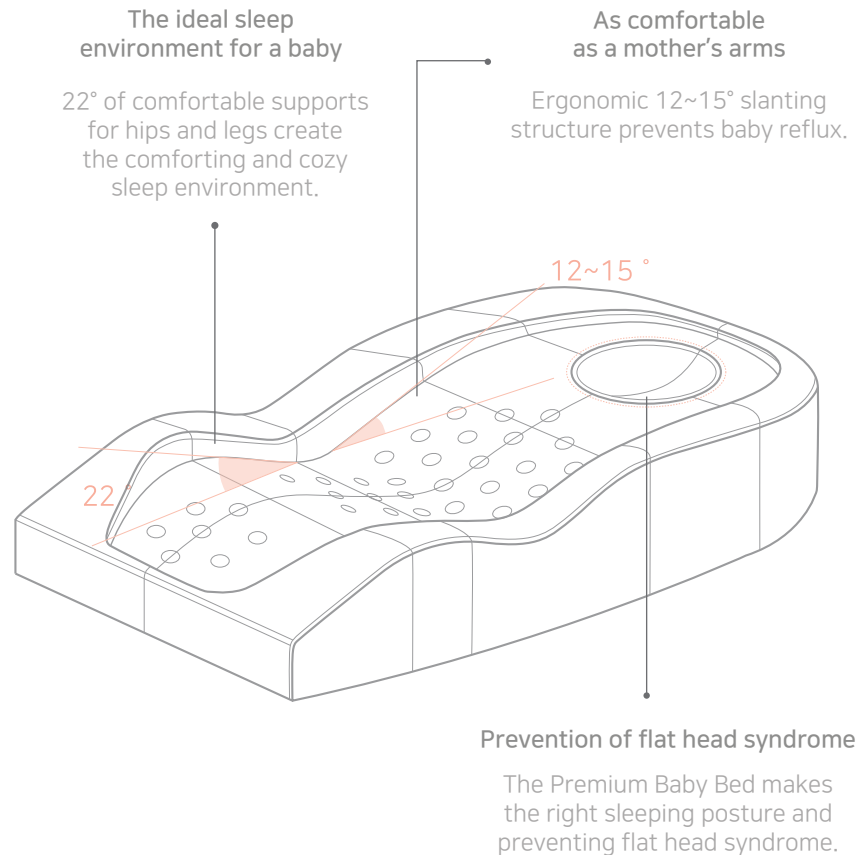 The ideal sleep
environment for a baby
22° of comfortable supports
for hips and legs create
the comforting and cozy
sleep environment.
As comfortable
as a mother's arms
Ergonomic 12~15° slanting
structure prevents baby reflux.
12~15 °
22 °
Prevention of flat head syndrome
The Premium Baby Bed makes
the right sleeping posture and
preventing flat head syndrome.